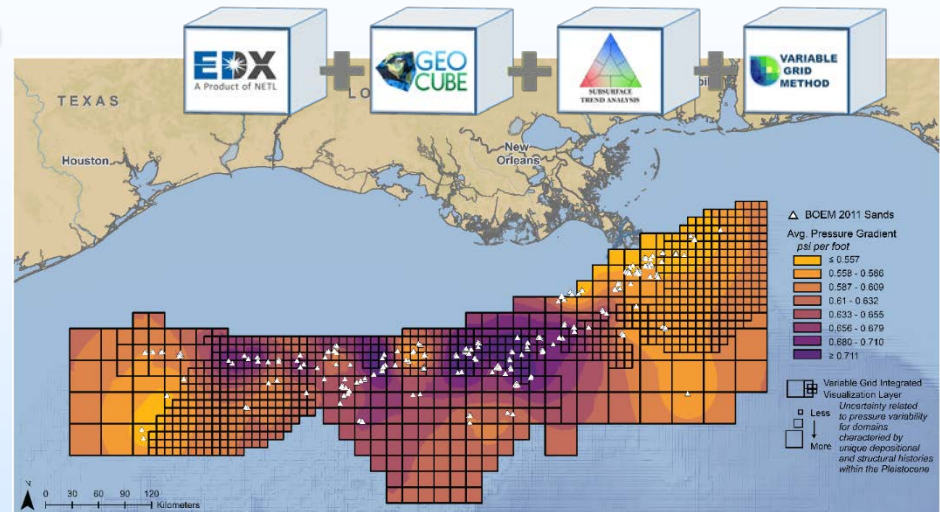 EDX
A Product of NETL
GEO
CUBE
SUBSURFACE
TREND ANALYSIS
VARIABLE
GRID
METHOD
TEXAS
LO
Houston
New
Orleans
△ BOEM 2011 Sands
Avg. Pressure Gradient
psi per foot
≤ 0.557
0.558 - 0.586
0.587 - 0.609
0.61 - 0.632
0.633 - 0.655
0.656 - 0.679
0.680 - 0.710
≥ 0.711
Variable Grid Integrated
Visualization Layer
Less
More
Uncertainty related
to pressure variability
for domains
characteried by
unique depositional
and structural histories
within the Pleistocene
N
0 30 60 90 120
Kilometers